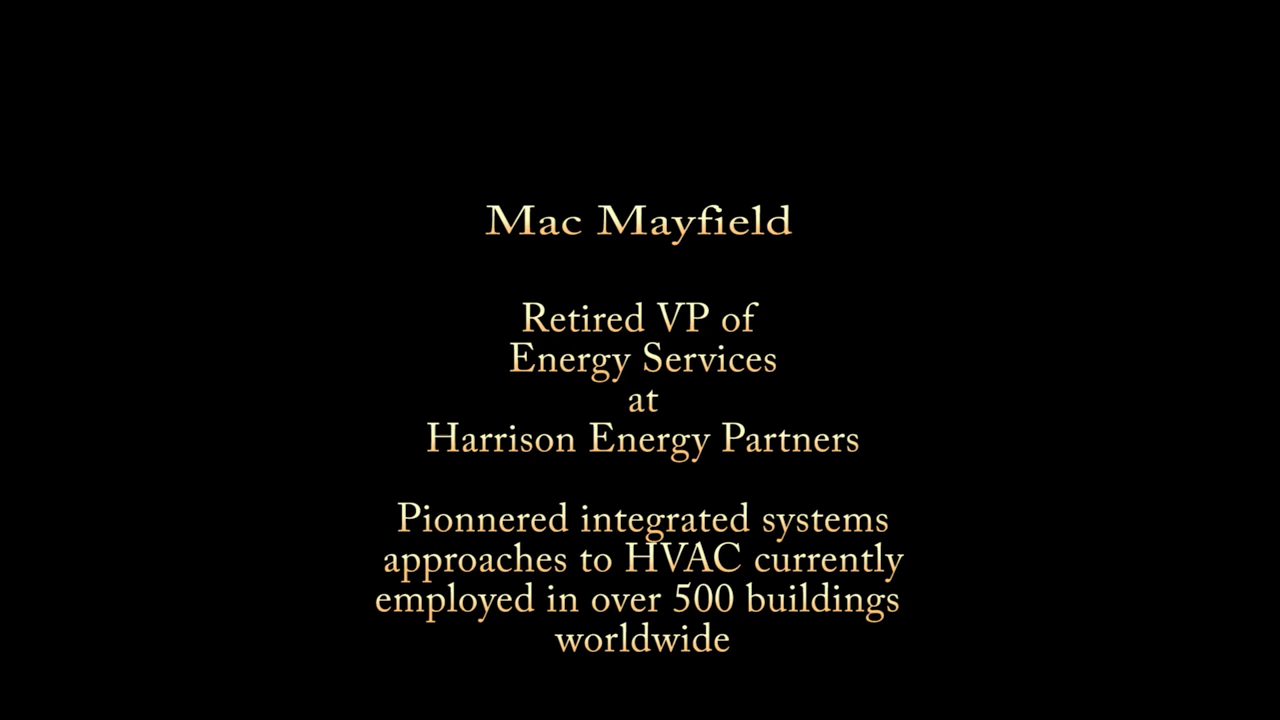 Mac Mayfield
Retired VP of
Energy Services
at
Harrison Energy Partners
Pionnered integrated systems
approaches to HVAC currently
employed in over 500 buildings
worldwide